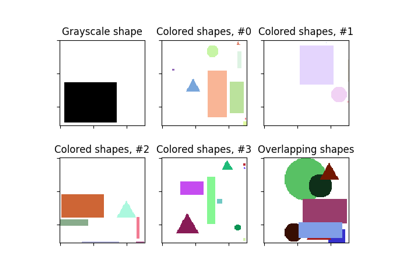 Grayscale shape
Colored shapes, #0
Colored shapes, #1
Colored shapes, #2
Colored shapes, #3
Overlapping shapes